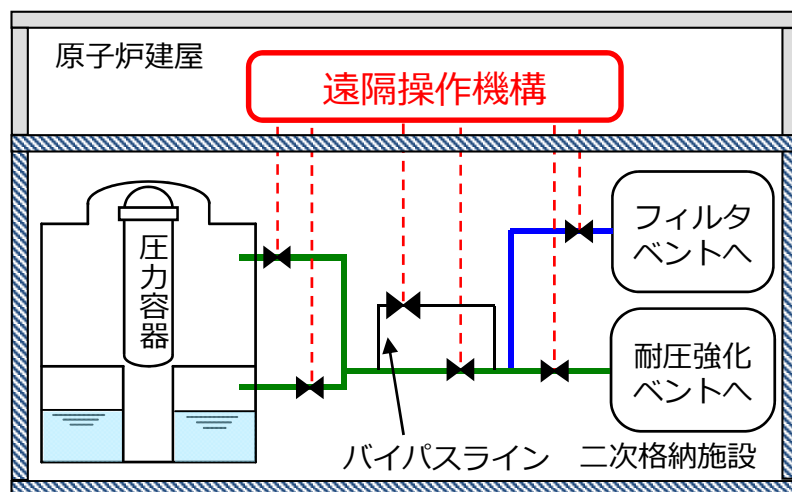 原子炉建屋
遠隔操作機構
圧力容器
フィルタ
ベントへ
耐圧強化
ベントへ
バイパスライン
二次格納施設